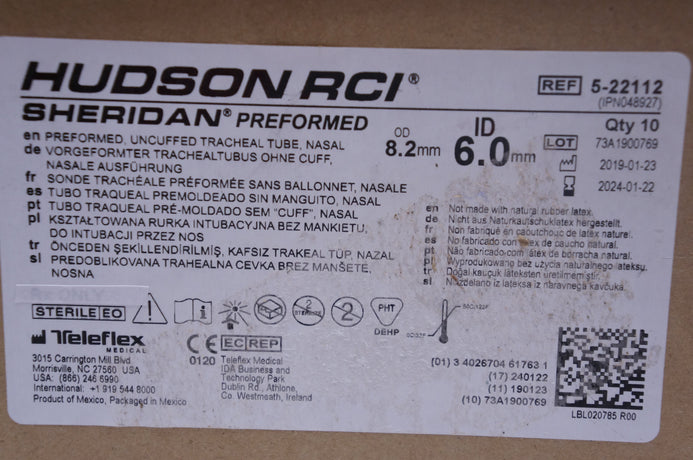 HUDSON RCI®
SHERIDAN® PREFORMED
REF 5-22112
(IPN048927)
OD
8.2mm
ID
6.0mm
Qty 10
LOT 73A1900769
2019-01-23
2024-01-22
en PREFORMED, UNCUFFED TRACHEAL TUBE, NASAL
de VORGEFORMTER TRACHEALTUBUS OHNE CUFF,
NASALE AUSFÜHRUNG
fr SONDE TRACHÉALE PRÉFORMÉE SANS BALLONNET, NASALE
es TUBO TRAQUEAL PREMOLDEADO SIN MANGUITO, NASAL
pt TUBO TRAQUEAL PRÉ-MOLDADO SEM "CUFF", NASAL
pl KSZTAŁTOWANA RURKA INTUBACYJNA BEZ MANKIETU,
DO INTUBACJI PRZEZ NOS
tr ÖNCEDEN ŞEKİLLENDİRİLMİŞ, KAFSIZ TRAKEAL TÜP, NAZAL
sl PREDOBLIKOVANA TRAHEALNA CEVKA BREZ MANŠETE,
NOSNA
en Not made with natural rubber latex.
de Nicht aus Naturkautschuklatex hergestellt.
fr Non fabriqué en caoutchouc de latex naturel.
es No fabricado con latex de caucho natural.
pt Não fabricado com látex de borracha natural.
pl Wyprodukowane bez użycia naturalnego lateksu.
tr Doğal kauçuk lateksten üretilmemiştir.
sl Ni izdelano iz lateksa iz naravnega kavčuka.
STERILE EO
2
STERILIZE
2
PHT
DEHP
Teleflex®
MEDICAL
3015 Carrington Mill Blvd.
Morrisville, NC 27560 USA
USA: (866) 246 6990
International: +1 919 544 8000
Product of Mexico, Packaged in Mexico
CE
0120
EC REP
Teleflex Medical
IDA Business and
Technology Park
Dublin Rd., Athlone,
Co. Westmeath, Ireland
(01) 3 4026704 61763 1
(17) 240122
(11) 190123
(10) 73A1900769
LBL020785 R00